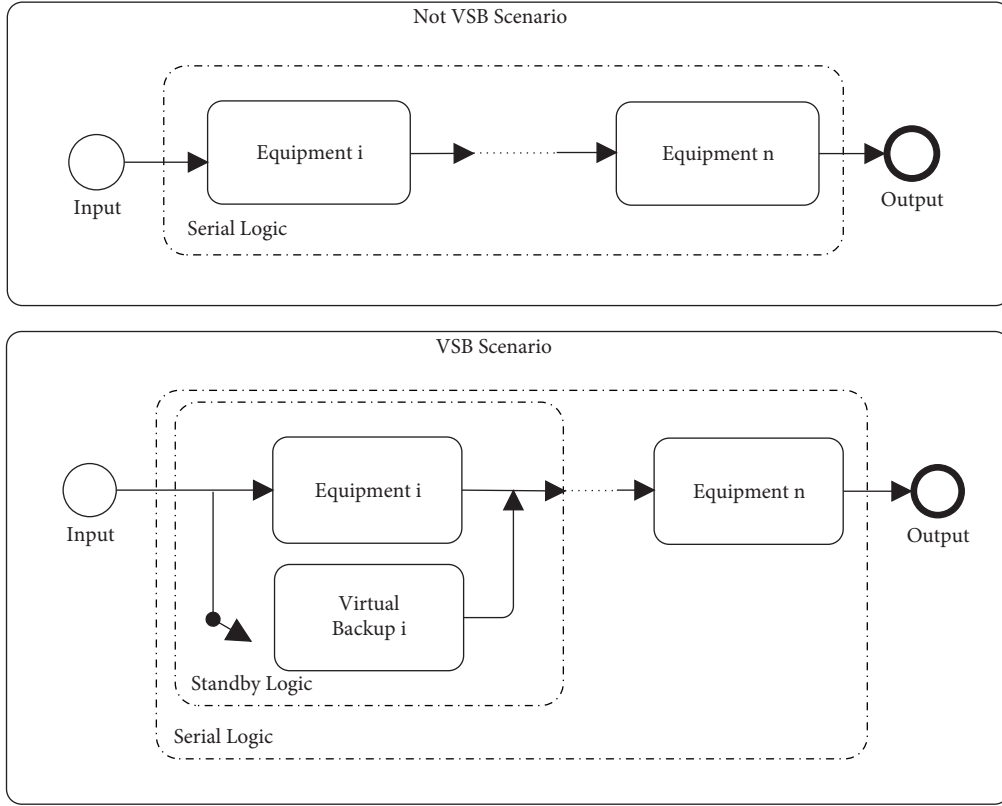 Not VSB Scenario
Equipment i
Equipment n
Input
Output
Serial Logic
VSB Scenario
Equipment i
Equipment n
Input
Output
Virtual
Backup i
Standby Logic
Serial Logic